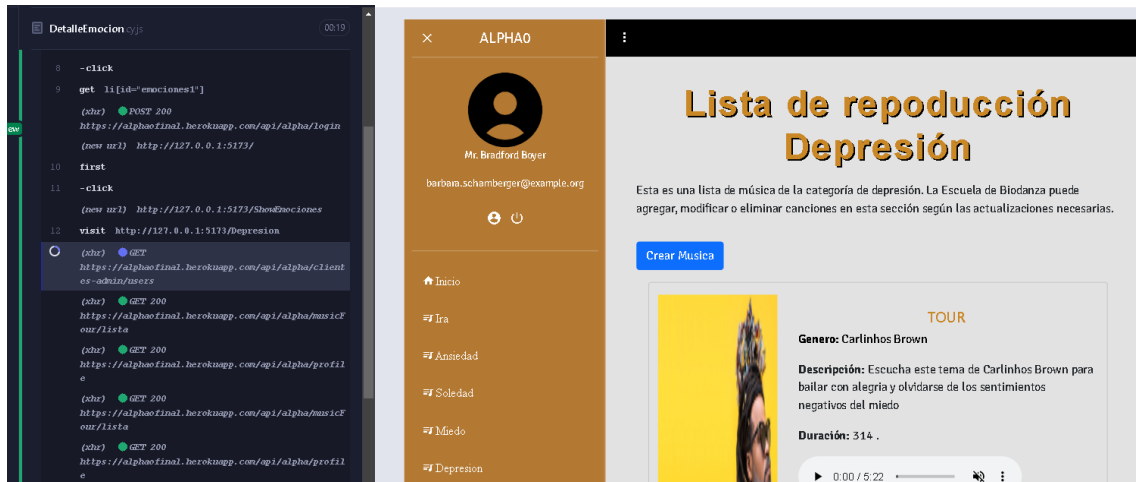 DetalleEmocion cy.js
00:19
8 -click
9 get li[id="emociones1"]
(xhr) POST 200
https://alphaofinal.herokuapp.com/api/alpha/login
ew
(new url) http://127.0.0.1:5173/
10 first
11 -click
(new url) http://127.0.0.1:5173/ShowEmociones
12 visit http://127.0.0.1:5173/Depresion
(xhr) GET
https://alphaofinal.herokuapp.com/api/alpha/client
es-admin/users
(xhr) GET 200
https://alphaofinal.herokuapp.com/api/alpha/musicF
our/lista
(xhr) GET 200
https://alphaofinal.herokuapp.com/api/alpha/profil
e
(xhr) GET 200
https://alphaofinal.herokuapp.com/api/alpha/musicF
our/lista
(xhr) GET 200
https://alphaofinal.herokuapp.com/api/alpha/profil
e
ALPHAO
Mr. Bradford Boyer
barbara.schamberger@example.org
Inicio
Ira
Ansiedad
Soledad
Miedo
Depresion
Lista de repoducción
Depresión
Esta es una lista de música de la categoría de depresión. La Escuela de Biodanza puede
agregar, modificar o eliminar canciones en esta sección según las actualizaciones necesarias.
Crear Musica
TOUR
Genero: Carlinhos Brown
Descripción: Escucha este tema de Carlinhos Brown para
bailar con alegria y olvidarse de los sentimientos
negativos del miedo
Duración: 314 .
0:00 / 5:22